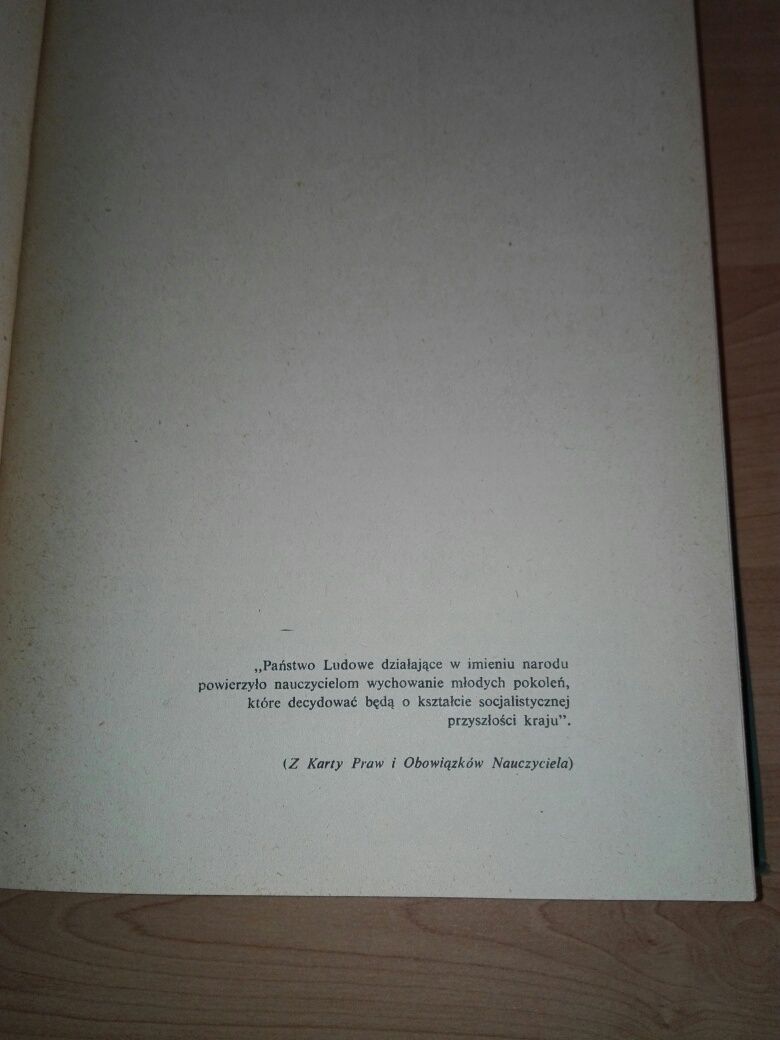 „Państwo Ludowe działające w imieniu narodu
powierzyło nauczycielom wychowanie młodych pokoleń,
które decydować będą o kształcie socjalistycznej
przyszłości kraju”.
(Z Karty Praw i Obowiązków Nauczyciela)